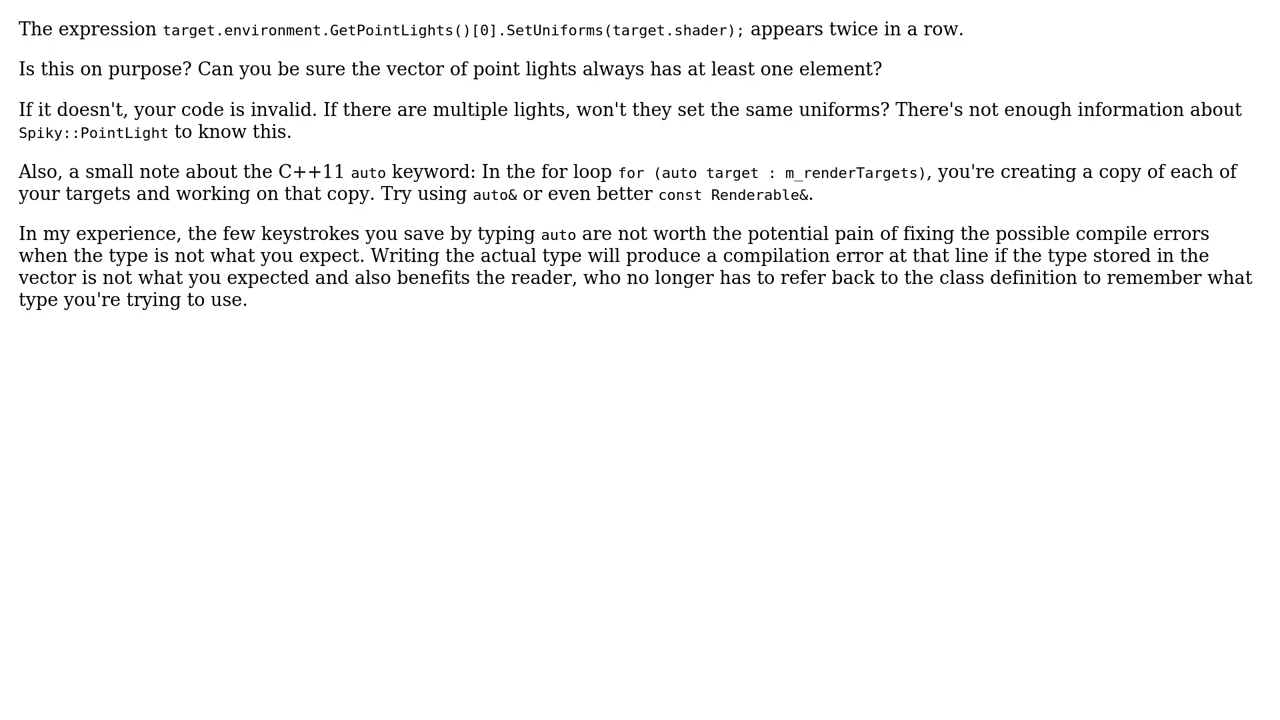 The expression target.environment.GetPointLights()[0].SetUniforms(target.shader); appears twice in a row.
Is this on purpose? Can you be sure the vector of point lights always has at least one element?
If it doesn't, your code is invalid. If there are multiple lights, won't they set the same uniforms? There's not enough information about
Spiky::PointLight to know this.
Also, a small note about the C++11 auto keyword: In the for loop for (auto target : m_renderTargets), you're creating a copy of each of
your targets and working on that copy. Try using auto& or even better const Renderable&.
In my experience, the few keystrokes you save by typing auto are not worth the potential pain of fixing the possible compile errors
when the type is not what you expect. Writing the actual type will produce a compilation error at that line if the type stored in the
vector is not what you expected and also benefits the reader, who no longer has to refer back to the class definition to remember what
type you're trying to use.